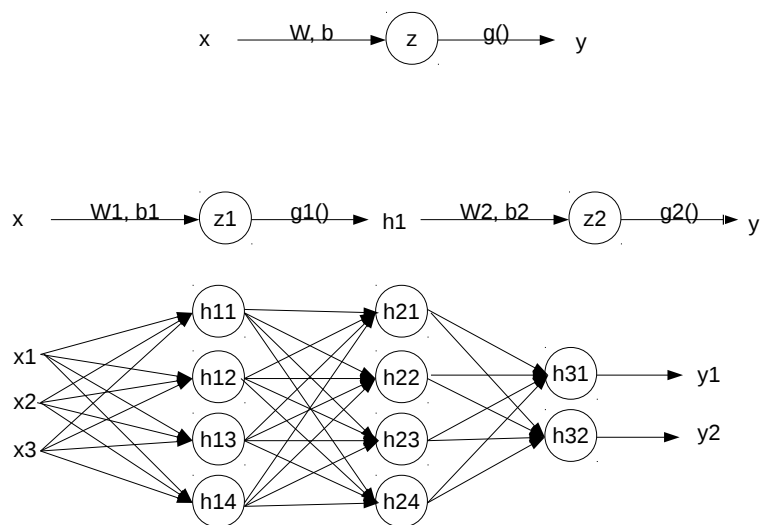 x W, b z g() y
x W1, b1 z1 g1() h1 W2, b2 z2 g2() y
h11 h21
x1 h31 y1
h12 h22
x2
h13 h23 h32 y2
x3
h14 h24